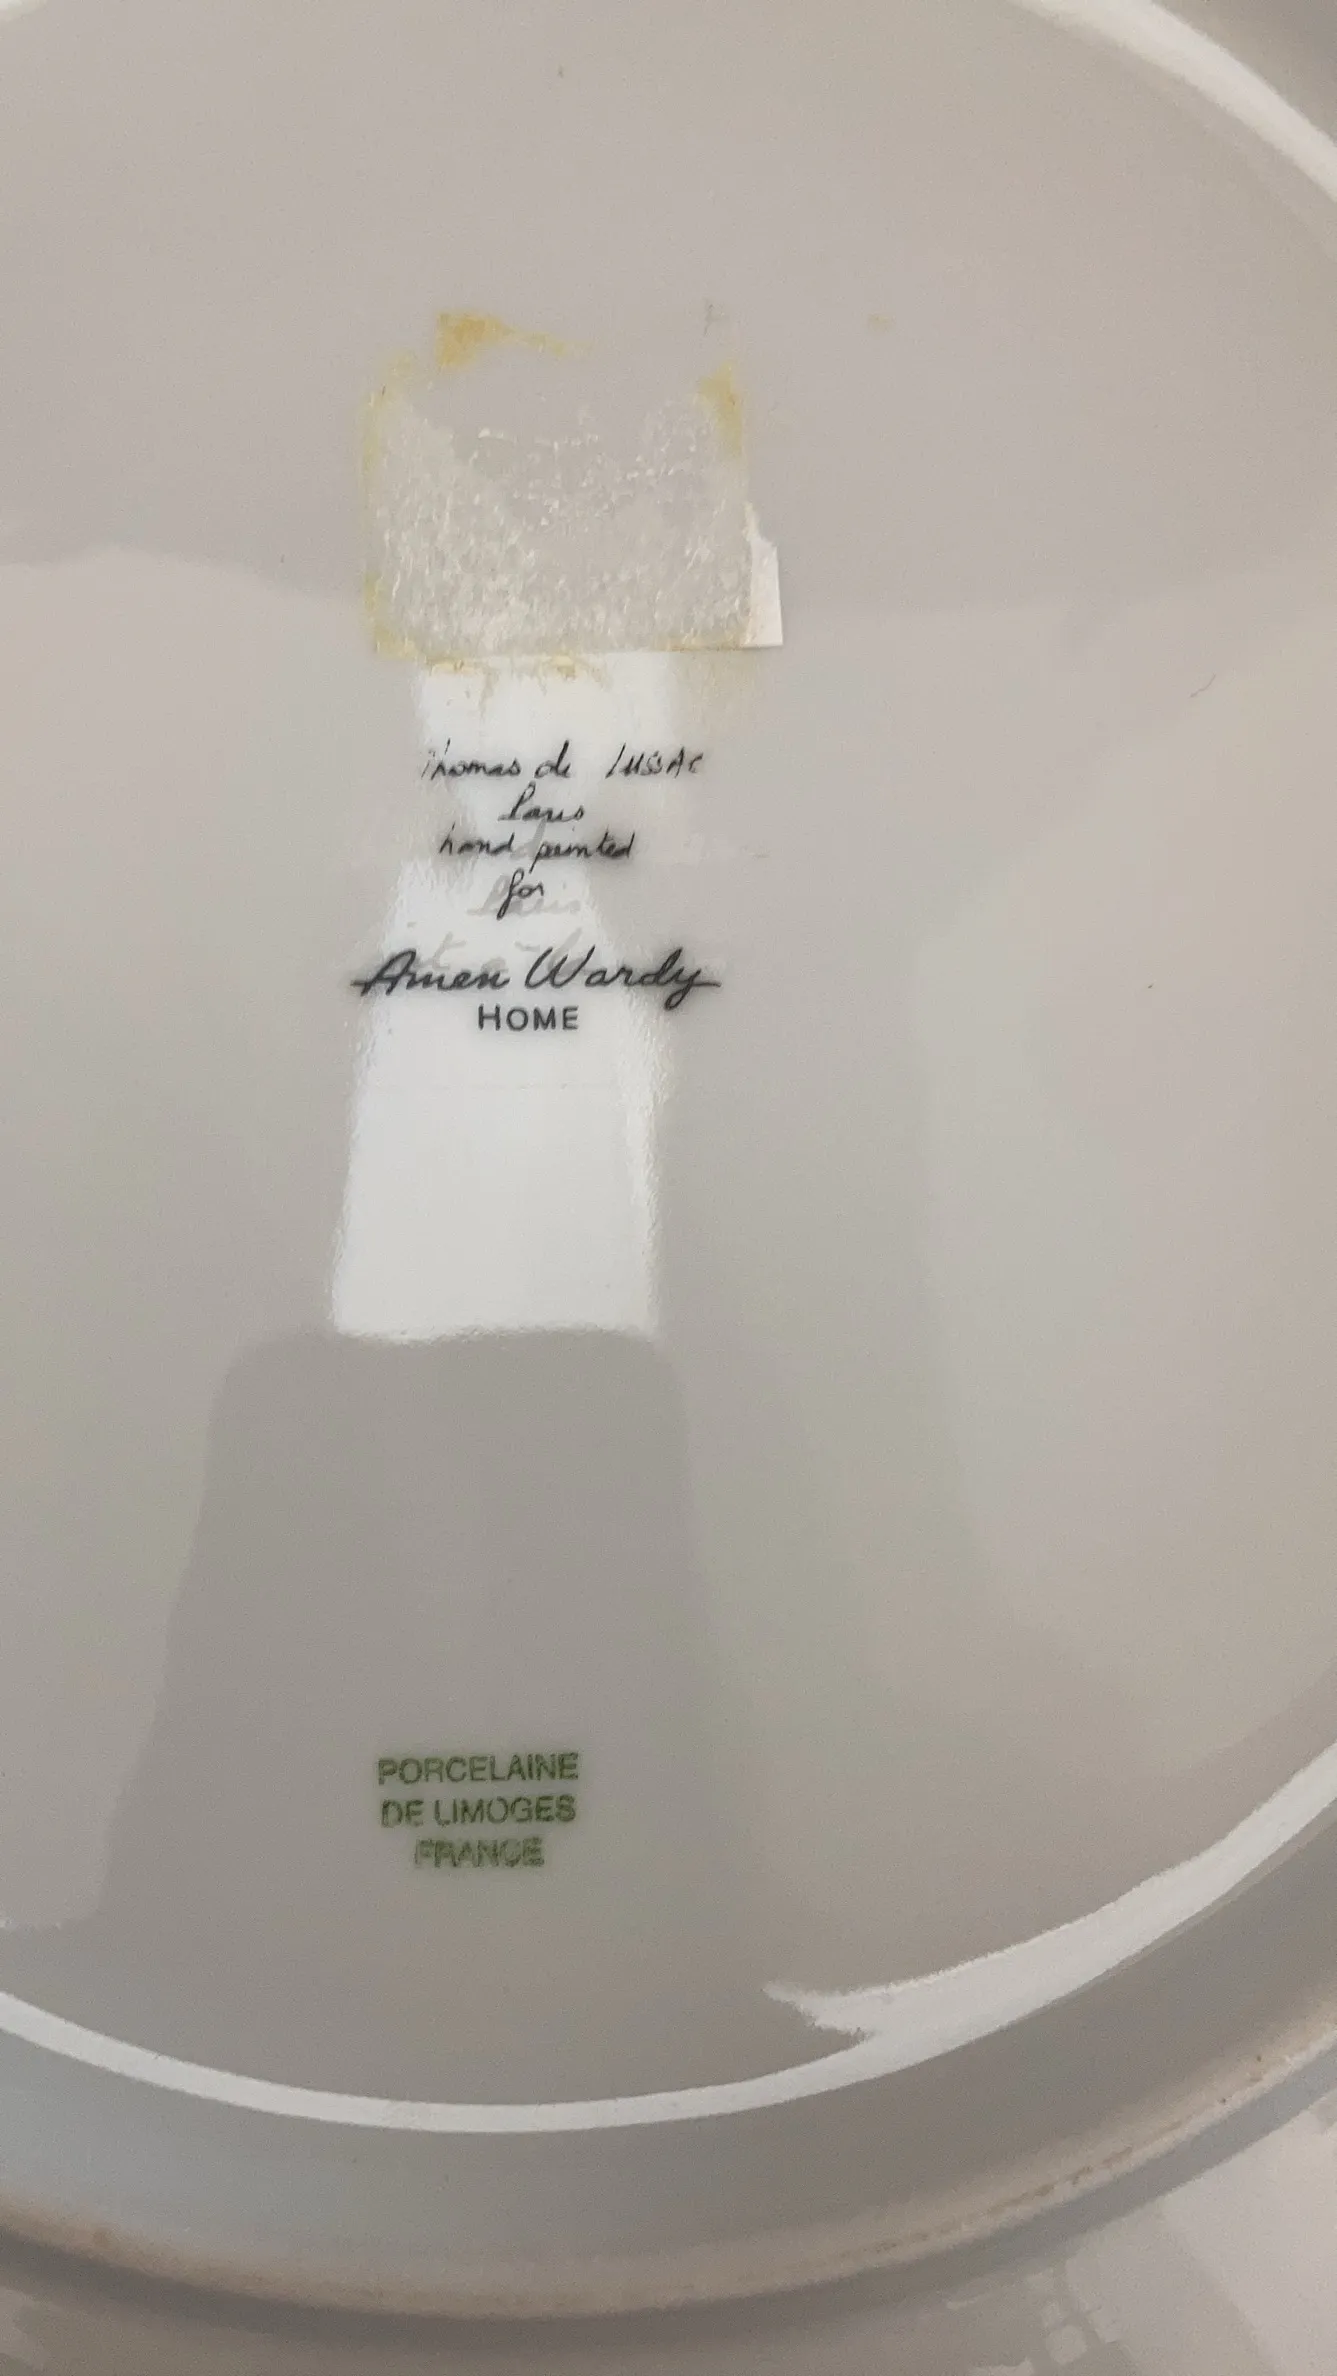 Thomas de LUSSAC
Paris
hand painted
for
Amen Wardy
HOME
PORCELAINE
DE LIMOGES
FRANCE